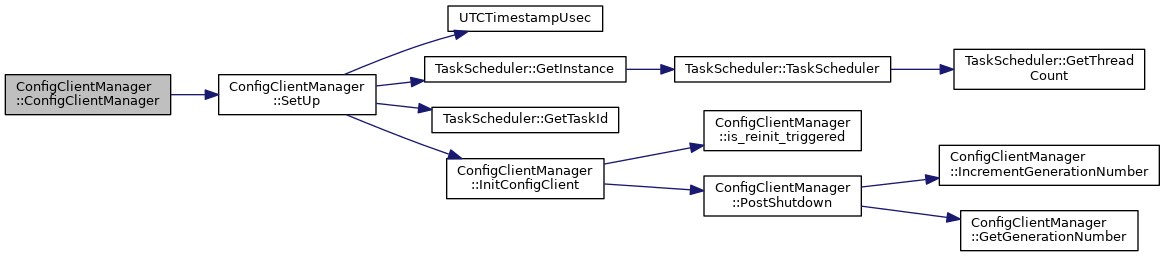 ConfigClientManager
::ConfigClientManager
ConfigClientManager
::SetUp
UTCTimestampUsec
TaskScheduler::GetInstance
TaskScheduler::TaskScheduler
TaskScheduler::GetThread
Count
TaskScheduler::GetTaskId
ConfigClientManager
::InitConfigClient
ConfigClientManager
::is_reinit_triggered
ConfigClientManager
::PostShutdown
ConfigClientManager
::IncrementGenerationNumber
ConfigClientManager
::GetGenerationNumber